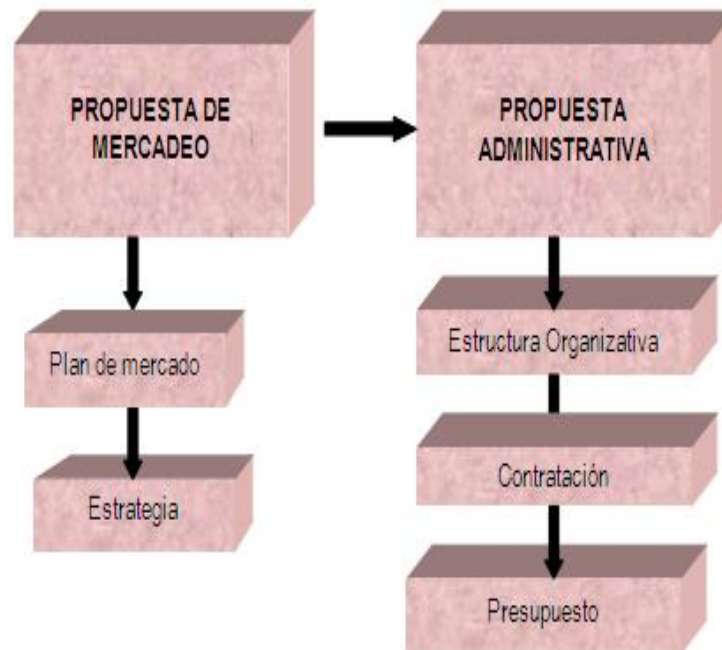 PROPUESTA DE
MERCADEO
PROPUESTA
ADMINISTRATIVA
Plan de mercado
Estrategia
Estructura Organizativa
Contratación
Presupuesto